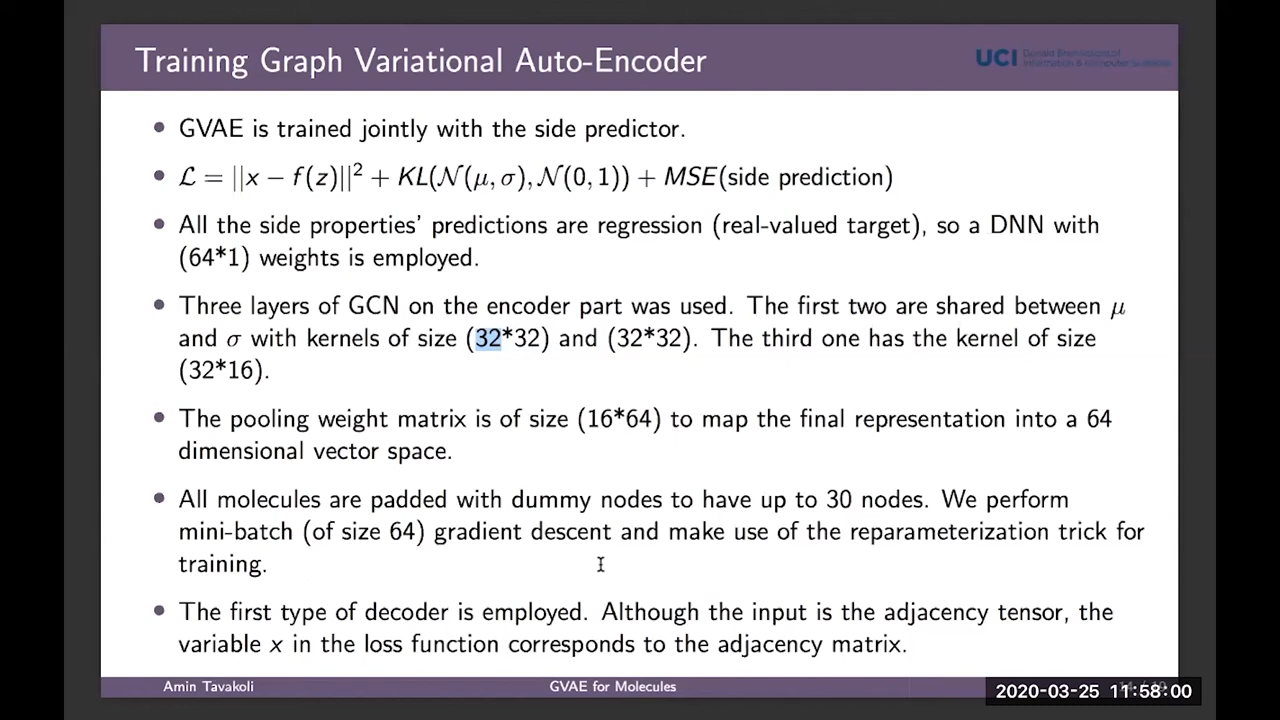 Training Graph Variational Auto-Encoder
UCI Donald Bren School of
Information & Computer Sciences
• GVAE is trained jointly with the side predictor.
• ℒ = ||x − f(z)||² + KL(𝒩(μ, σ), 𝒩(0, 1)) + MSE(side prediction)
• All the side properties' predictions are regression (real-valued target), so a DNN with
(64*1) weights is employed.
• Three layers of GCN on the encoder part was used. The first two are shared between μ
and σ with kernels of size (32*32) and (32*32). The third one has the kernel of size
(32*16).
• The pooling weight matrix is of size (16*64) to map the final representation into a 64
dimensional vector space.
• All molecules are padded with dummy nodes to have up to 30 nodes. We perform
mini-batch (of size 64) gradient descent and make use of the reparameterization trick for
training.
• The first type of decoder is employed. Although the input is the adjacency tensor, the
variable x in the loss function corresponds to the adjacency matrix.
Amin Tavakoli GVAE for Molecules
2020-03-25 11:58:00